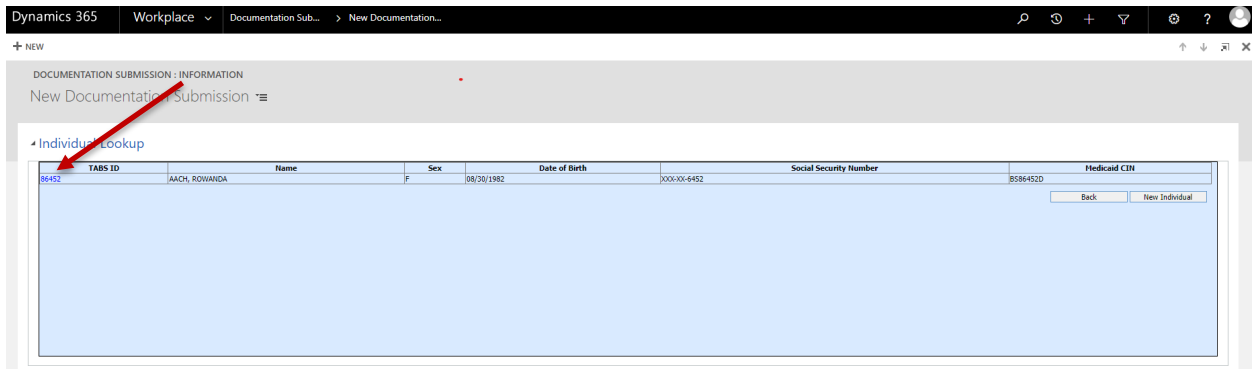 Dynamics 365 Workplace Documentation Sub... > New Documentation... ?
+ NEW
DOCUMENTATION SUBMISSION : INFORMATION
New Documentation Submission
Individual Lookup
TABS ID Name Sex Date of Birth Social Security Number Medicaid CIN
86452 AACH, ROWANDA F 08/30/1982 XXX-XX-6452 BS86452D
Back New Individual